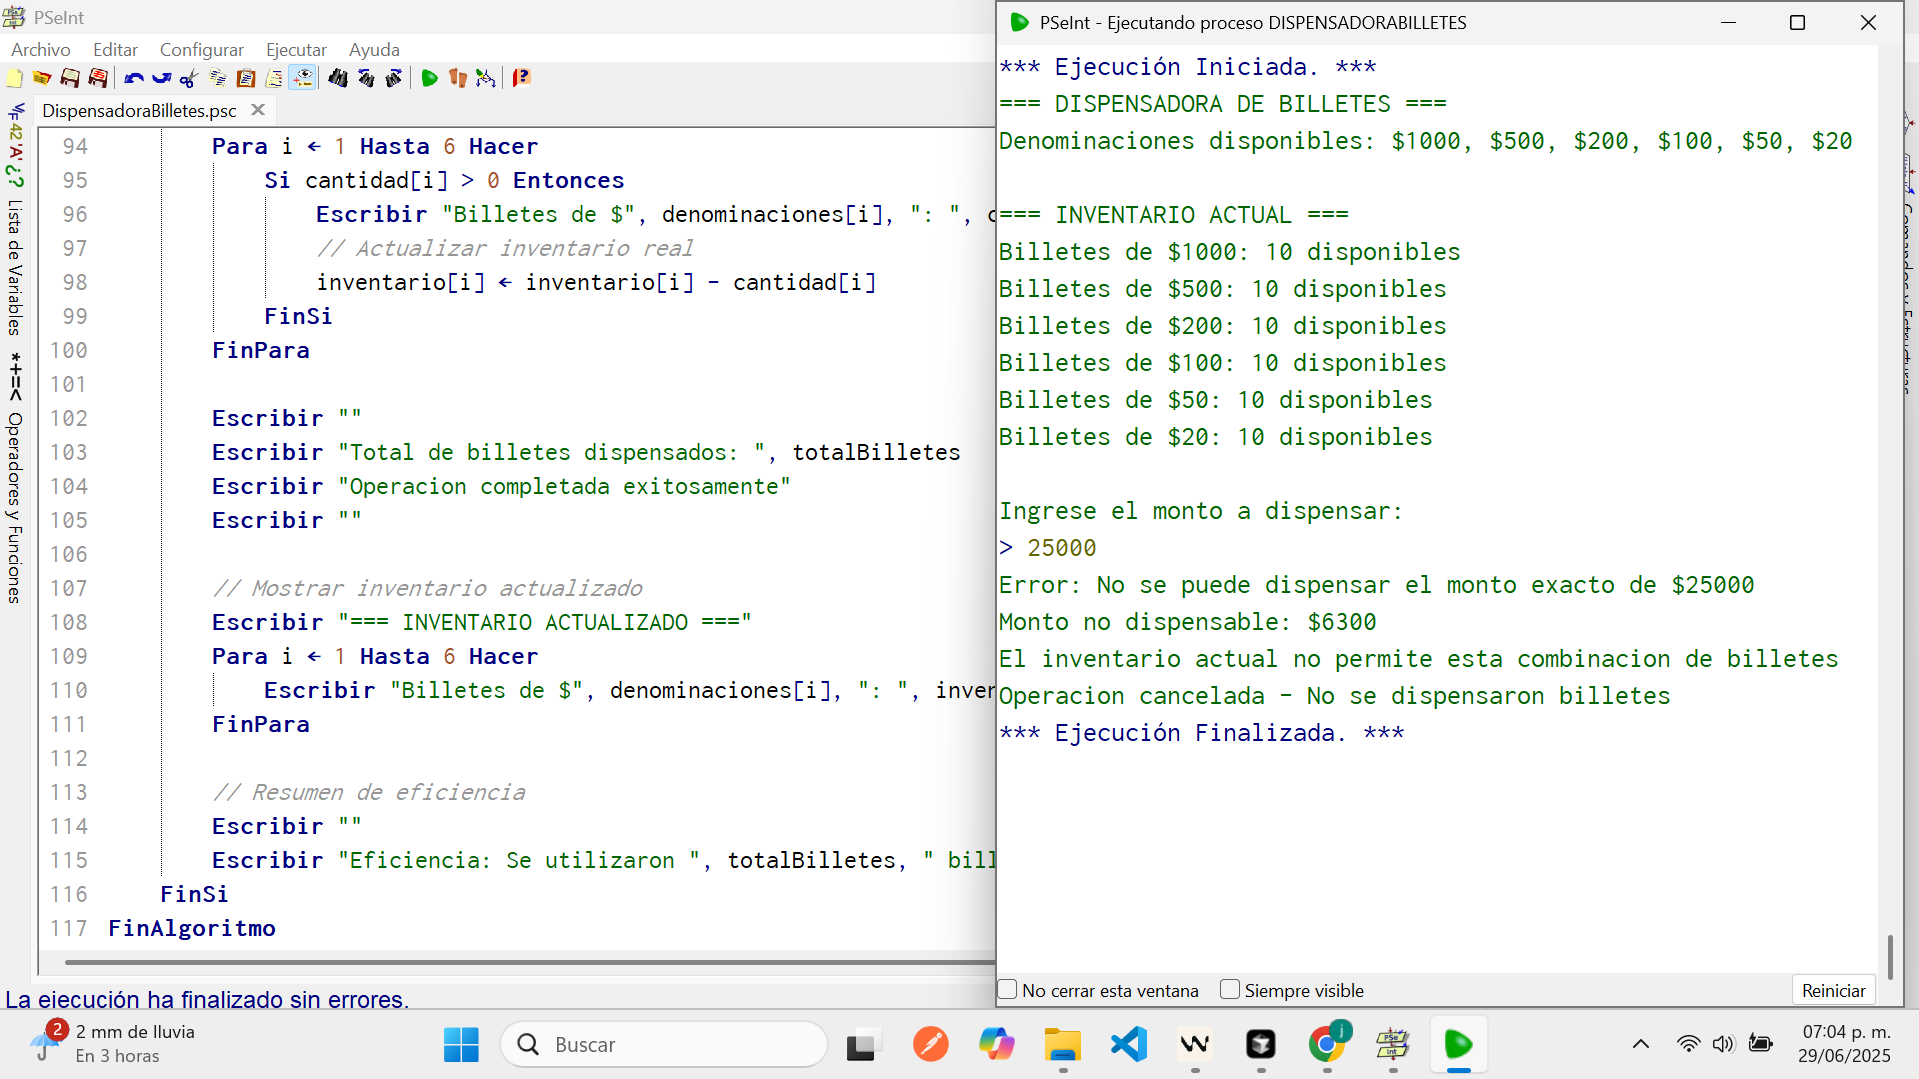 PSeInt
Archivo Editar Configurar Ejecutar Ayuda
DispensadoraBilletes.psc
Lista de Variables
Operadores y Funciones
94 Para i ← 1 Hasta 6 Hacer
95 Si cantidad[i] > 0 Entonces
96 Escribir "Billetes de $", denominaciones[i], ": ", c
97 // Actualizar inventario real
98 inventario[i] ← inventario[i] - cantidad[i]
99 FinSi
100 FinPara
101
102 Escribir ""
103 Escribir "Total de billetes dispensados: ", totalBilletes
104 Escribir "Operacion completada exitosamente"
105 Escribir ""
106
107 // Mostrar inventario actualizado
108 Escribir "=== INVENTARIO ACTUALIZADO ==="
109 Para i ← 1 Hasta 6 Hacer
110 Escribir "Billetes de $", denominaciones[i], ": ", inven
111 FinPara
112
113 // Resumen de eficiencia
114 Escribir ""
115 Escribir "Eficiencia: Se utilizaron ", totalBilletes, " bill
116 FinSi
117 FinAlgoritmo
La ejecución ha finalizado sin errores.
PSeInt - Ejecutando proceso DISPENSADORABILLETES
*** Ejecución Iniciada. ***
=== DISPENSADORA DE BILLETES ===
Denominaciones disponibles: $1000, $500, $200, $100, $50, $20
=== INVENTARIO ACTUAL ===
Billetes de $1000: 10 disponibles
Billetes de $500: 10 disponibles
Billetes de $200: 10 disponibles
Billetes de $100: 10 disponibles
Billetes de $50: 10 disponibles
Billetes de $20: 10 disponibles
Ingrese el monto a dispensar:
> 25000
Error: No se puede dispensar el monto exacto de $25000
Monto no dispensable: $6300
El inventario actual no permite esta combinacion de billetes
Operacion cancelada - No se dispensaron billetes
*** Ejecución Finalizada. ***
No cerrar esta ventana Siempre visible Reiniciar
2
2 mm de lluvia
En 3 horas
Buscar
07:04 p. m.
29/06/2025